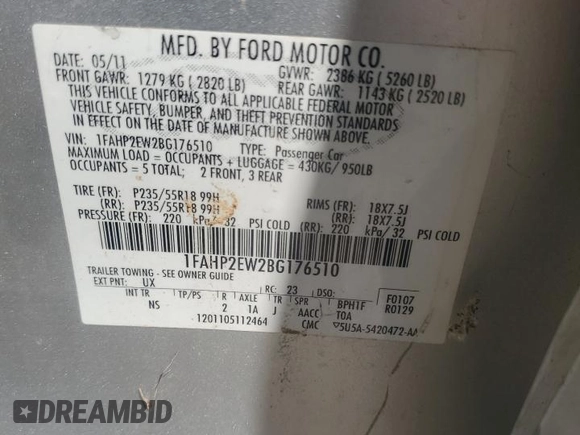 MFD. BY FORD MOTOR CO.
DATE: 05/11 GVWR: 2386 KG ( 5260 LB)
FRONT GAWR: 1279 KG ( 2820 LB) REAR GAWR: 1143 KG ( 2520 LB)
THIS VEHICLE CONFORMS TO ALL APPLICABLE FEDERAL MOTOR
VEHICLE SAFETY, BUMPER, AND THEFT PREVENTION STANDARDS
IN EFFECT ON THE DATE OF MANUFACTURE SHOWN ABOVE.
VIN: 1FAHP2EW2BG176510 TYPE: Passenger Car
MAXIMUM LOAD = OCCUPANTS + LUGGAGE = 430KG/ 950LB
OCCUPANTS = 5 TOTAL; 2 FRONT, 3 REAR
TIRE (FR): P235/55R18 99H RIMS (FR): 18X7.5J
(RR): P235/55R18 99H (RR): 18X7.5J
PRESSURE (FR): 220 kPa/ 32 PSI COLD (RR) 220 kPa/ 32 PSI COLD
1FAHP2EW2BG176510
TRAILER TOWING - SEE OWNER GUIDE
EXT PNT: UX RC: 23 DSO: F0107
INT TR TP/PS R AXLE TR SPR BPH1F R0129
NS 2 1A J AACC TOA
1201105112464 CMC ▽5U5A-5420472-AA
DREAMBID